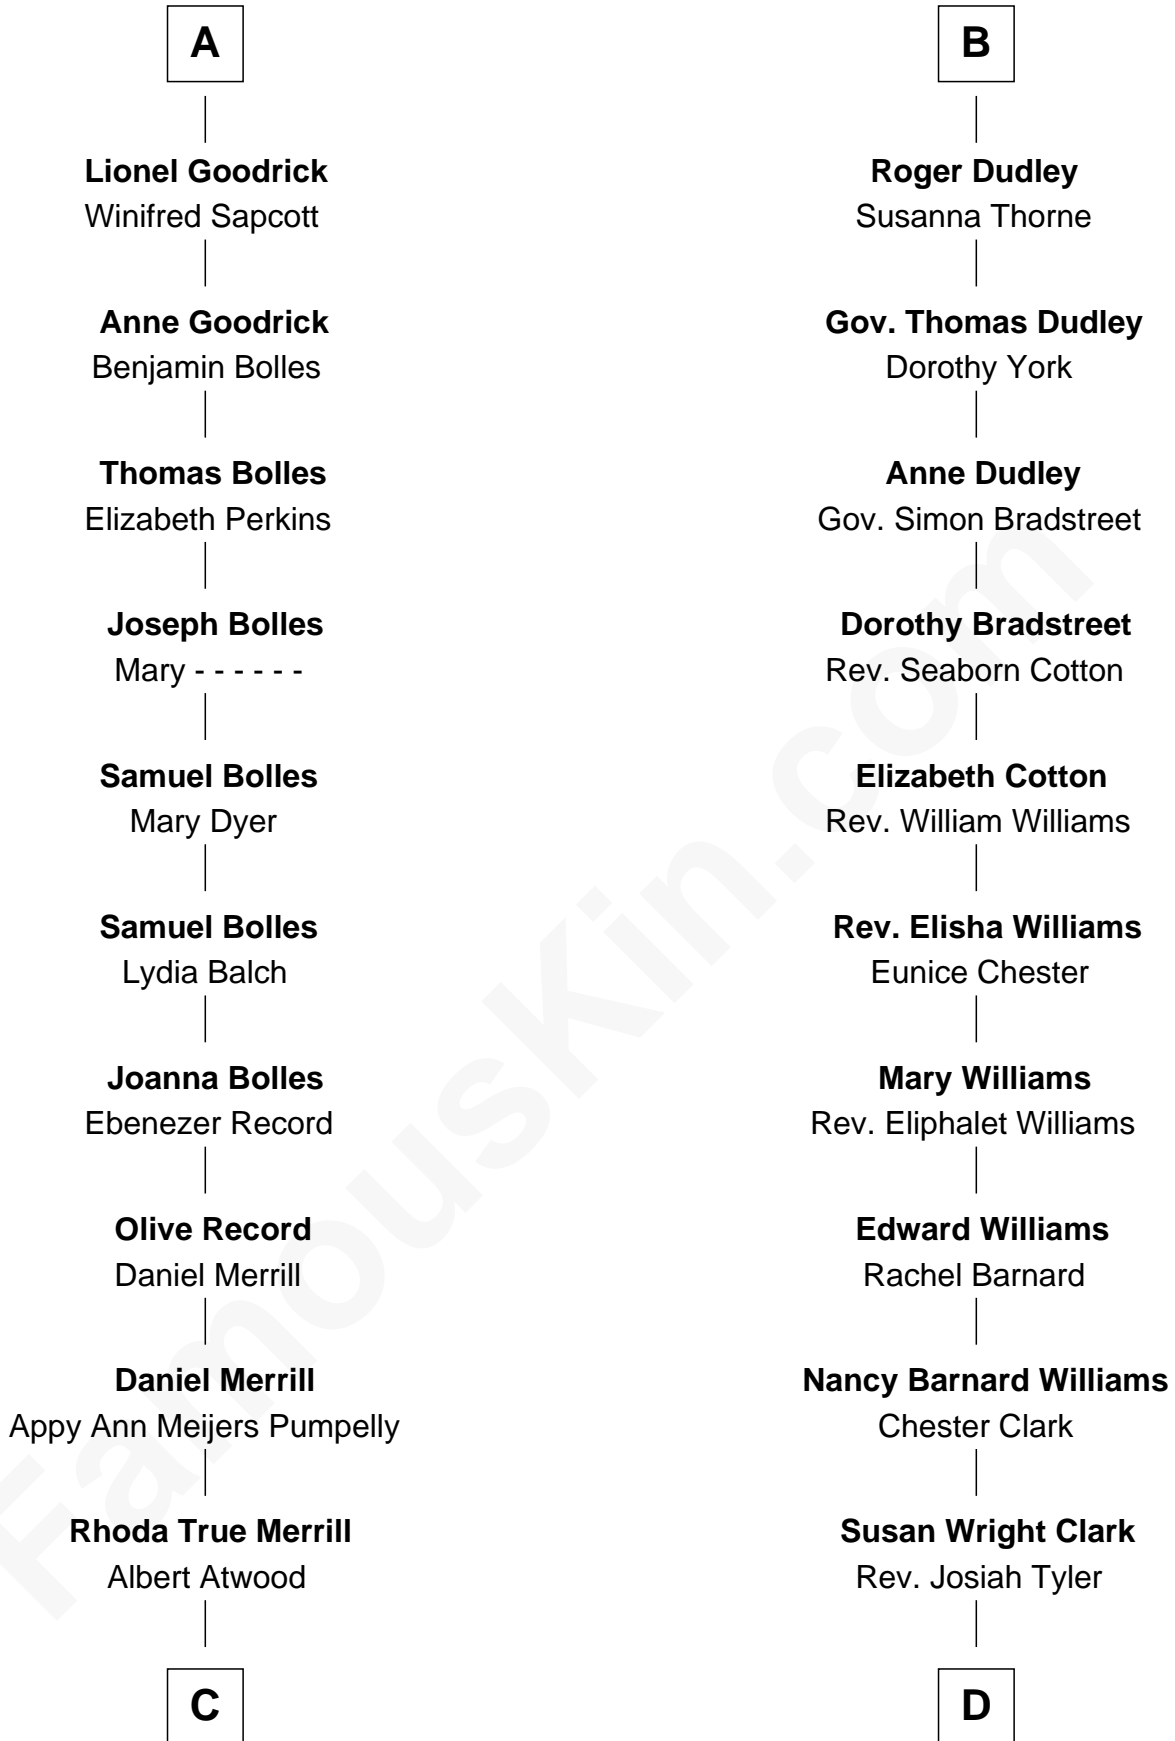 A
Lionel Goodrick
Winifred Sapcott
Anne Goodrick
Benjamin Bolles
Thomas Bolles
Elizabeth Perkins
Joseph Bolles
Mary - - - - - -
Samuel Bolles
Mary Dyer
Samuel Bolles
Lydia Balch
Joanna Bolles
Ebenezer Record
Olive Record
Daniel Merrill
Daniel Merrill
Appy Ann Meijers Pumpelly
Rhoda True Merrill
Albert Atwood
C
B
Roger Dudley
Susanna Thorne
Gov. Thomas Dudley
Dorothy York
Anne Dudley
Gov. Simon Bradstreet
Dorothy Bradstreet
Rev. Seaborn Cotton
Elizabeth Cotton
Rev. William Williams
Rev. Elisha Williams
Eunice Chester
Mary Williams
Rev. Eliphalet Williams
Edward Williams
Rachel Barnard
Nancy Barnard Williams
Chester Clark
Susan Wright Clark
Rev. Josiah Tyler
D
FamousKin.com